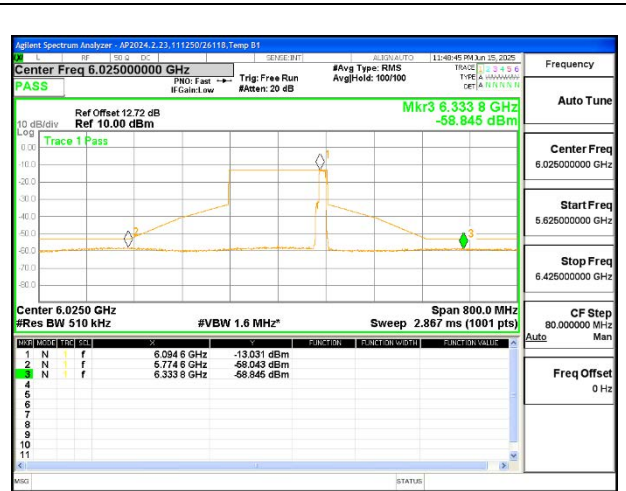 Agilent Spectrum Analyzer - AP2024.2.23,111250/26118,Temp B1
L RF 50 Ω DC SENSE:INT ALIGN AUTO 11:48:45 PM Jun 15, 2025
Center Freq 6.025000000 GHz
PNO: Fast
IFGain:Low
Trig: Free Run
#Atten: 20 dB
#Avg Type: RMS
Avg|Hold: 100/100
TRACE 1 2 3 4 5 6
TYPE A
DET A N N N N N
PASS
Ref Offset 12.72 dB
Ref 10.00 dBm
10 dB/div
Log
Mkr3 6.333 8 GHz
-58.845 dBm
Trace 1 Pass
0.00
-10.0
-20.0
-30.0
-40.0
-50.0
-60.0
-70.0
-80.0
1
2
3
Center 6.0250 GHz
#Res BW 510 kHz
#VBW 1.6 MHz*
Span 800.0 MHz
Sweep 2.867 ms (1001 pts)
MKR MODE TRC SCL X Y FUNCTION FUNCTION WIDTH FUNCTION VALUE
1 N 1 f 6.094 6 GHz -13.031 dBm
2 N 1 f 5.774 6 GHz -58.043 dBm
3 N 1 f 6.333 8 GHz -58.845 dBm
4
5
6
7
8
9
10
11
MSG
STATUS
Frequency
Auto Tune
Center Freq
6.025000000 GHz
Start Freq
5.625000000 GHz
Stop Freq
6.425000000 GHz
CF Step
80.000000 MHz
Auto Man
Freq Offset
0 Hz